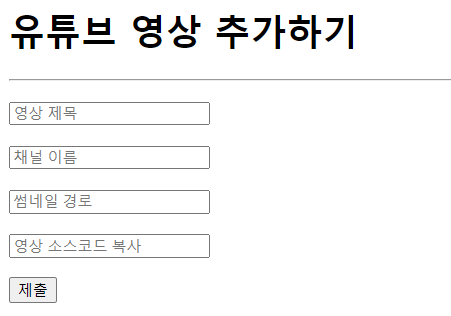 유튜브 영상 추가하기
영상 제목
채널 이름
썸네일 경로
영상 소스코드 복사
제출